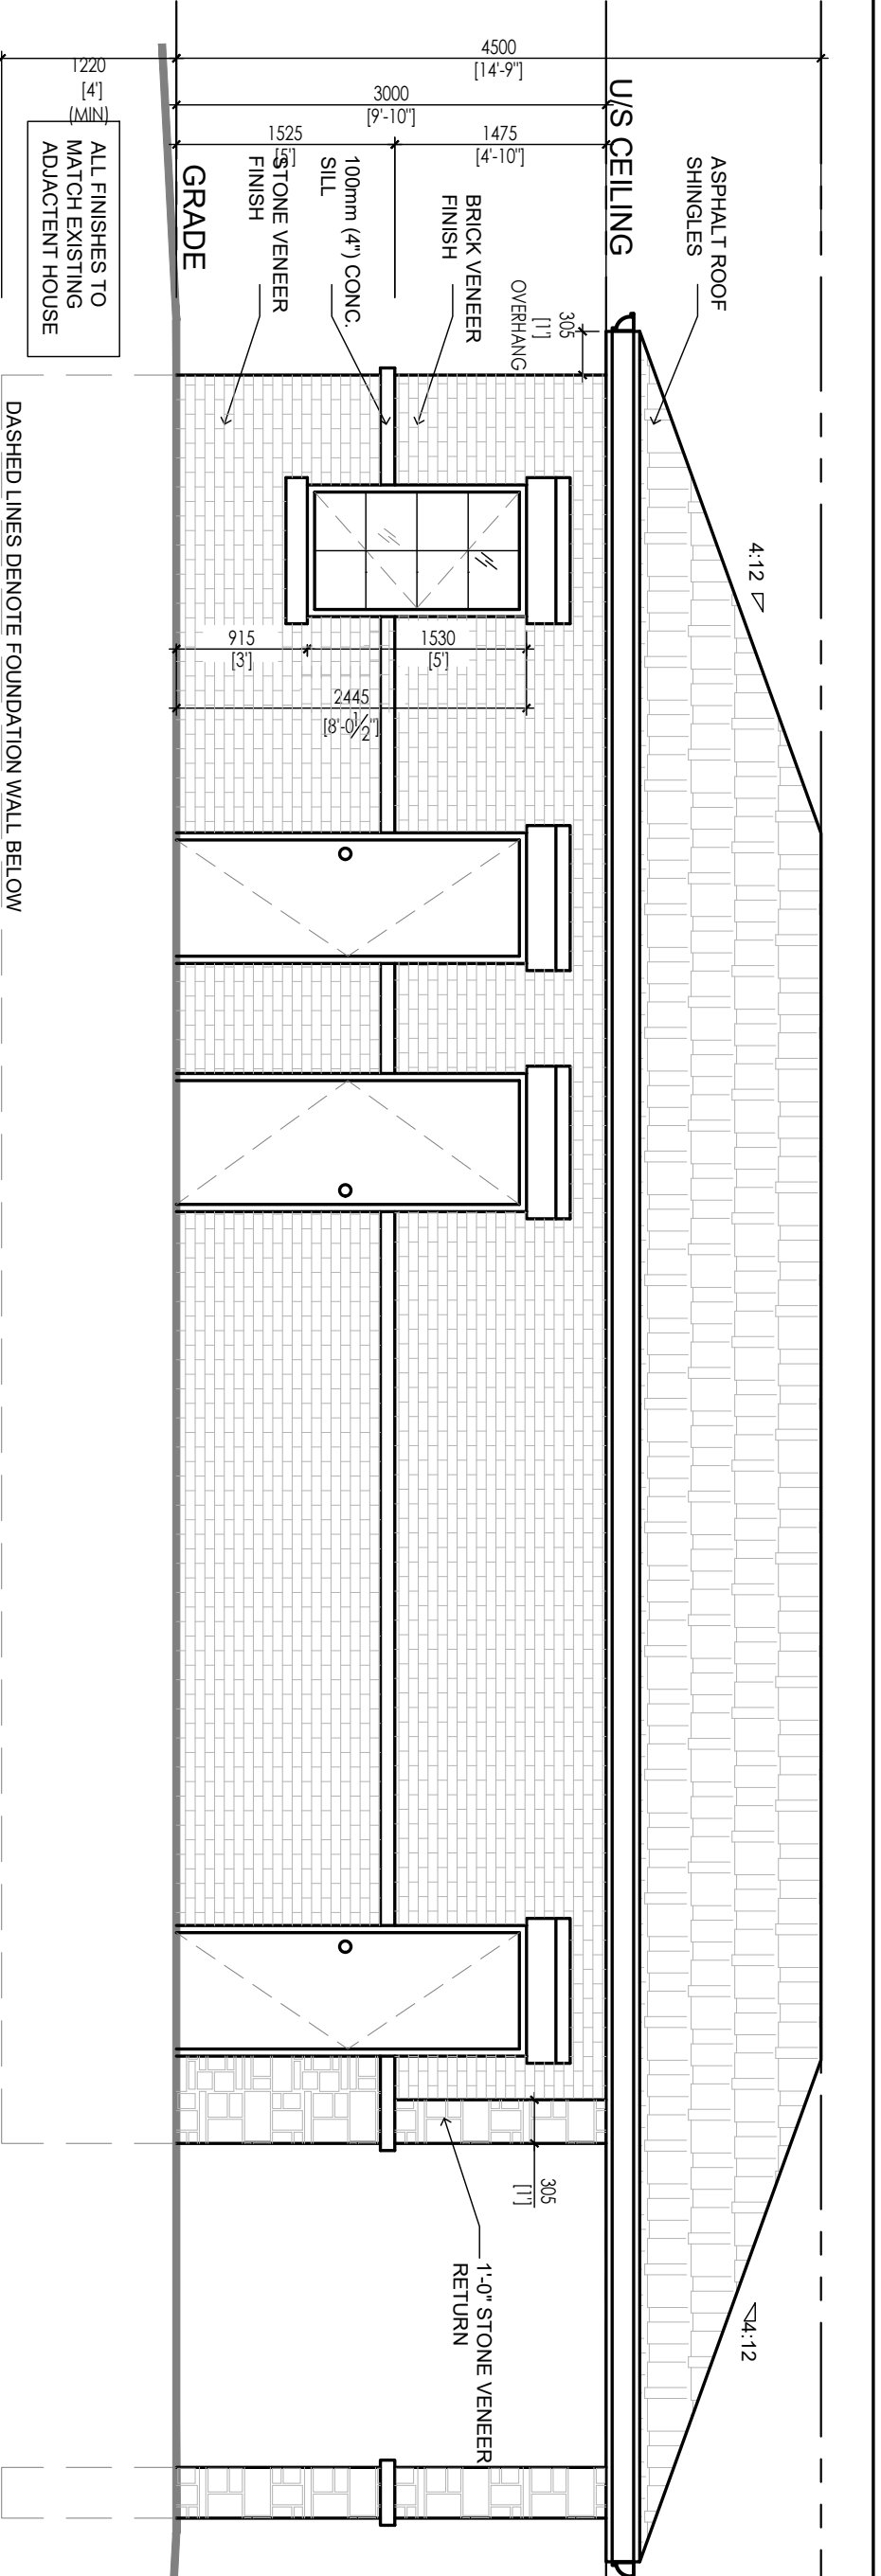 4500
[14'-9"]
3000
[9'-10"]
1525
[5']
1475
[4'-10"]
1220
[4']
(MIN)
U/S CEILING
GRADE
ASPHALT ROOF
SHINGLES
BRICK VENEER
FINISH
100mm (4") CONC.
SILL
STONE VENEER
FINISH
ALL FINISHES TO
MATCH EXISTING
ADJACTENT HOUSE
305
[1']
OVERHANG
4:12
915
[3']
1530
[5']
2445
[8'-0 1/2"]
DASHED LINES DENOTE FOUNDATION WALL BELOW
305
[1']
1'-0" STONE VENEER
RETURN
4:12